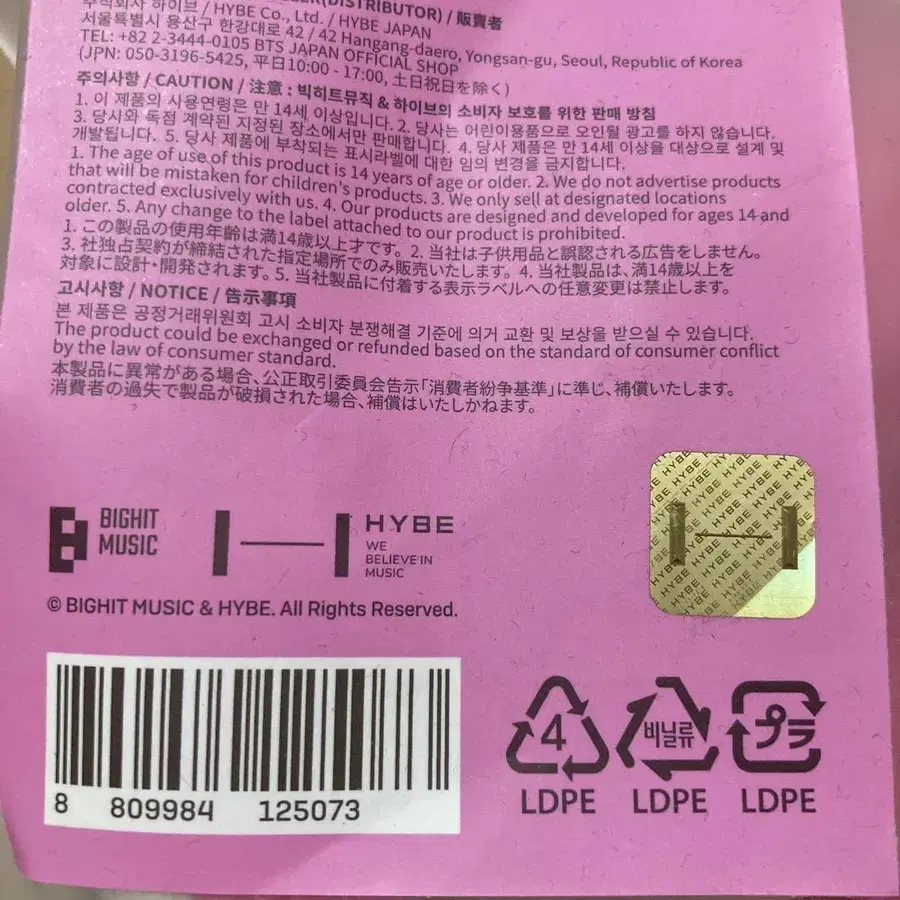 (DISTRIBUTOR) / 販賣者
주식회사 하이브 / HYBE Co., Ltd. / HYBE JAPAN
서울특별시 용산구 한강대로 42 / 42 Hangang-daero, Yongsan-gu, Seoul, Republic of Korea
TEL: +82 2-3444-0105 BTS JAPAN OFFICIAL SHOP
(JPN: 050-3196-5425, 平日10:00 - 17:00, 土日祝日を除く)
주의사항 / CAUTION / 注意 : 빅히트뮤직 & 하이브의 소비자 보호를 위한 판매 방침
1. 이 제품의 사용연령은 만 14세 이상입니다. 2. 당사는 어린이용품으로 오인될 광고를 하지 않습니다.
3. 당사와 독점 계약된 지정된 장소에서만 판매합니다. 4. 당사 제품은 만 14세 이상을 대상으로 설계 및
개발됩니다. 5. 당사 제품에 부착되는 표시라벨에 대한 임의 변경을 금지합니다.
1. The age of use of this product is 14 years of age or older. 2. We do not advertise products
that will be mistaken for children's products. 3. We only sell at designated locations
contracted exclusively with us. 4. Our products are designed and developed for ages 14 and
older. 5. Any change to the label attached to our product is prohibited.
1. この製品の使用年齢は満14歳以上才です。2. 当社は子供用品と誤認される広告をしません。
3. 社独占契約が締結された指定場所でのみ販売いたします。4. 当社製品は、満14歳以上を
対象に設計・開発されます。5. 当社製品に付着する表示ラベルへの任意変更は禁止します。
고시사항 / NOTICE / 告示事項
본 제품은 공정거래위원회 고시 소비자 분쟁해결 기준에 의거 교환 및 보상을 받으실 수 있습니다.
The product could be exchanged or refunded based on the standard of consumer conflict
by the law of consumer standard.
本製品に異常がある場合、公正取引委員会告示「消費者紛争基準」に準じ、補償いたします。
消費者の過失で製品が破損された場合、補償はいたしかねます。
BIGHIT
MUSIC
HYBE
WE
BELIEVE IN
MUSIC
HYBE HYBE HYBE HYBE
© BIGHIT MUSIC & HYBE. All Rights Reserved.
8 809984 125073
4 비닐류 プラ
LDPE LDPE LDPE